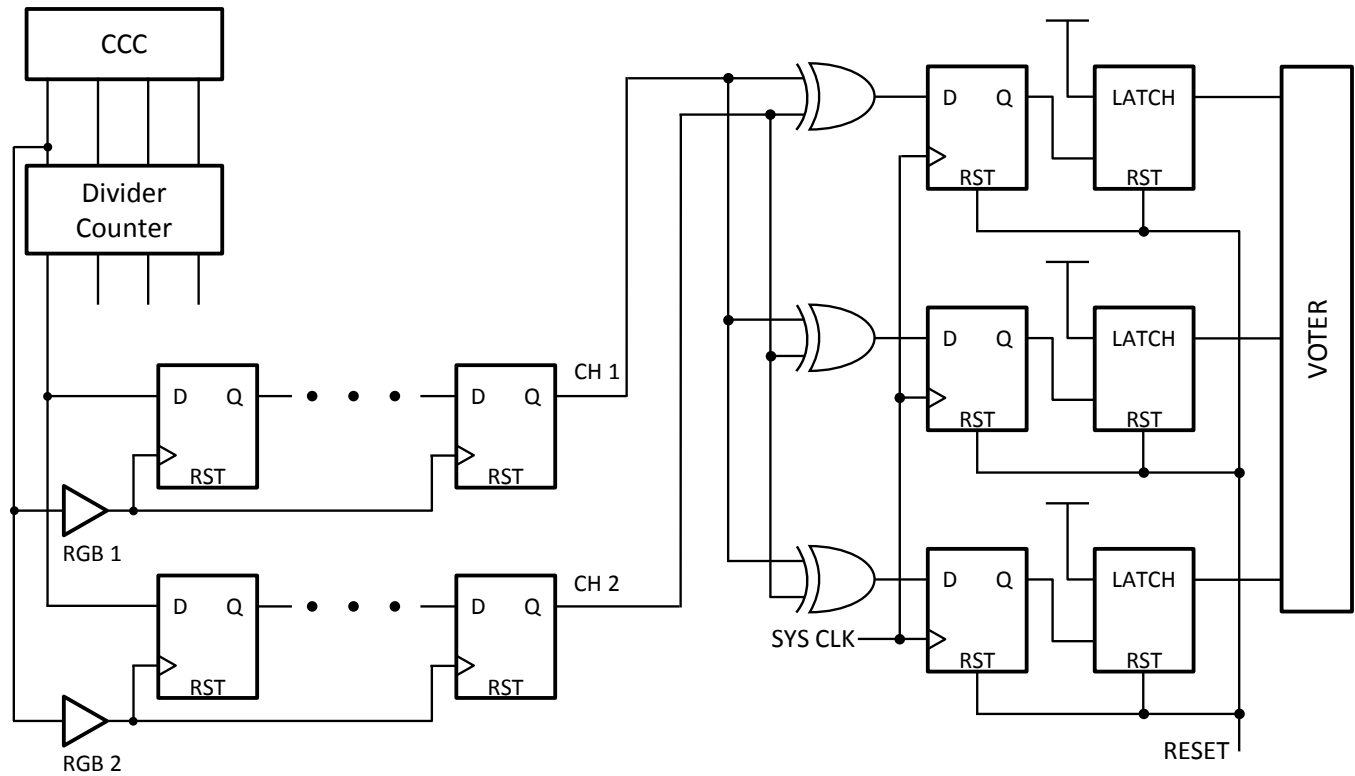 CCC
Divider
Counter
D Q
RST
D Q
RST
CH 1
RGB 1
D Q
RST
D Q
RST
CH 2
RGB 2
D Q
RST
LATCH
RST
D Q
RST
LATCH
RST
D Q
RST
LATCH
RST
SYS CLK
RESET
VOTER